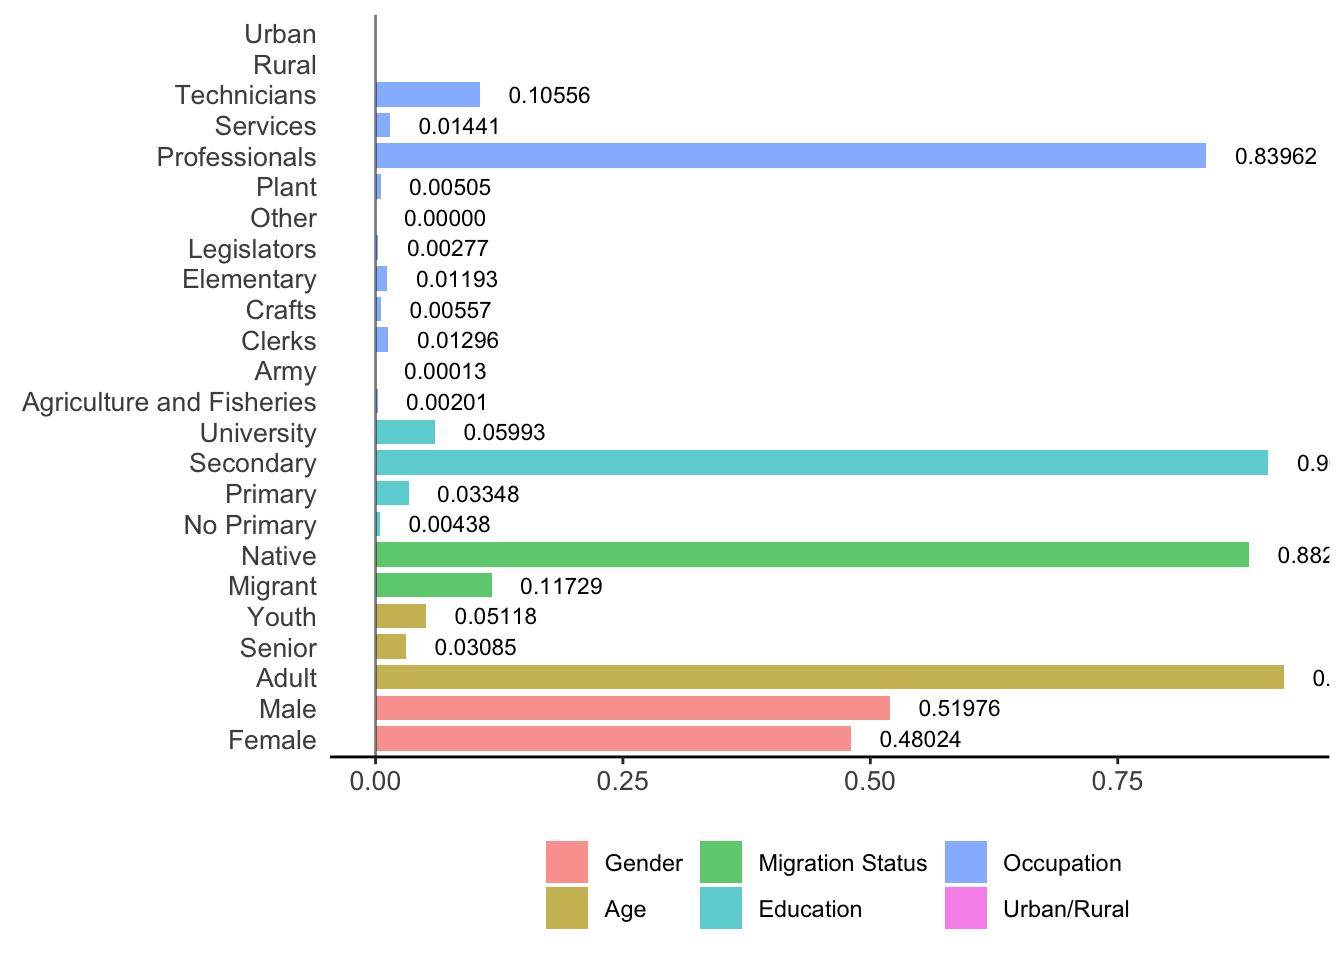 Urban
Rural
Technicians 0.10556
Services 0.01441
Professionals 0.83962
Plant 0.00505
Other 0.00000
Legislators 0.00277
Elementary 0.01193
Crafts 0.00557
Clerks 0.01296
Army 0.00013
Agriculture and Fisheries 0.00201
University 0.05993
Secondary
Primary 0.03348
No Primary 0.00438
Native 0.882
Migrant 0.11729
Youth 0.05118
Senior 0.03085
Adult 0.
Male 0.51976
Female 0.48024
0.00 0.25 0.50 0.75
Gender Migration Status Occupation
Age Education Urban/Rural